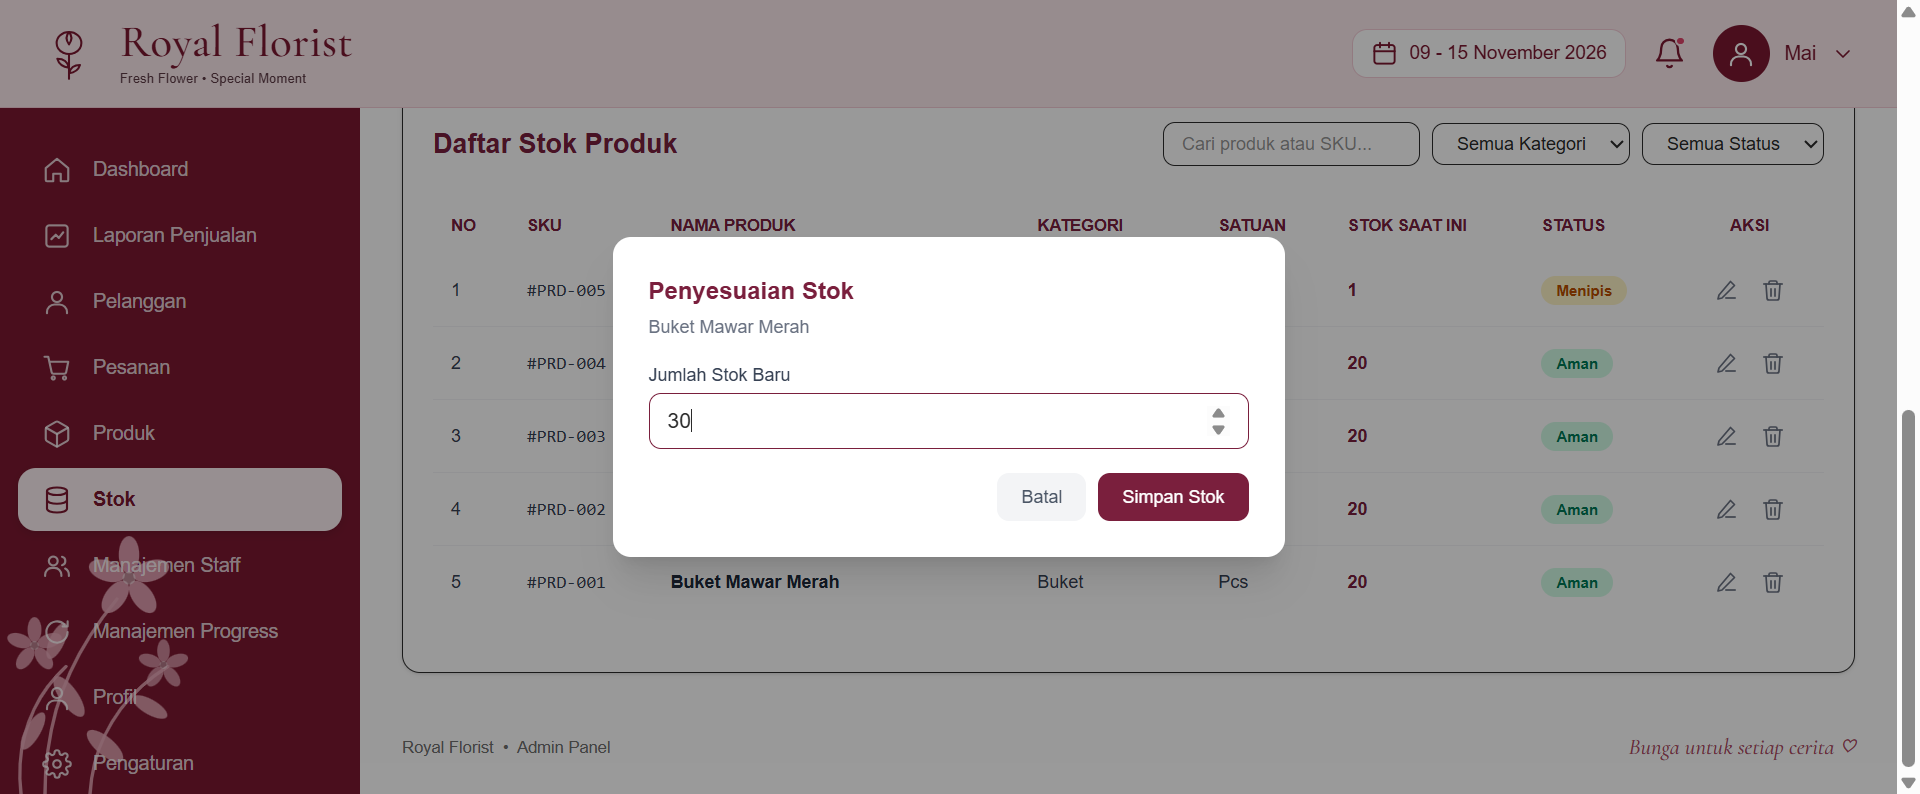 Royal Florist
Fresh Flower • Special Moment
09 - 15 November 2026
Mai
Dashboard
Laporan Penjualan
Pelanggan
Pesanan
Produk
Stok
Manajemen Staff
Manajemen Progress
Profil
Pengaturan
Daftar Stok Produk
Cari produk atau SKU...
Semua Kategori
Semua Status
NO SKU NAMA PRODUK KATEGORI SATUAN STOK SAAT INI STATUS AKSI
1 #PRD-005 1 Menipis
2 #PRD-004 20 Aman
3 #PRD-003 20 Aman
4 #PRD-002 20 Aman
5 #PRD-001 Buket Mawar Merah Buket Pcs 20 Aman
Penyesuaian Stok
Buket Mawar Merah
Jumlah Stok Baru
30
Batal
Simpan Stok
Royal Florist • Admin Panel
Bunga untuk setiap cerita